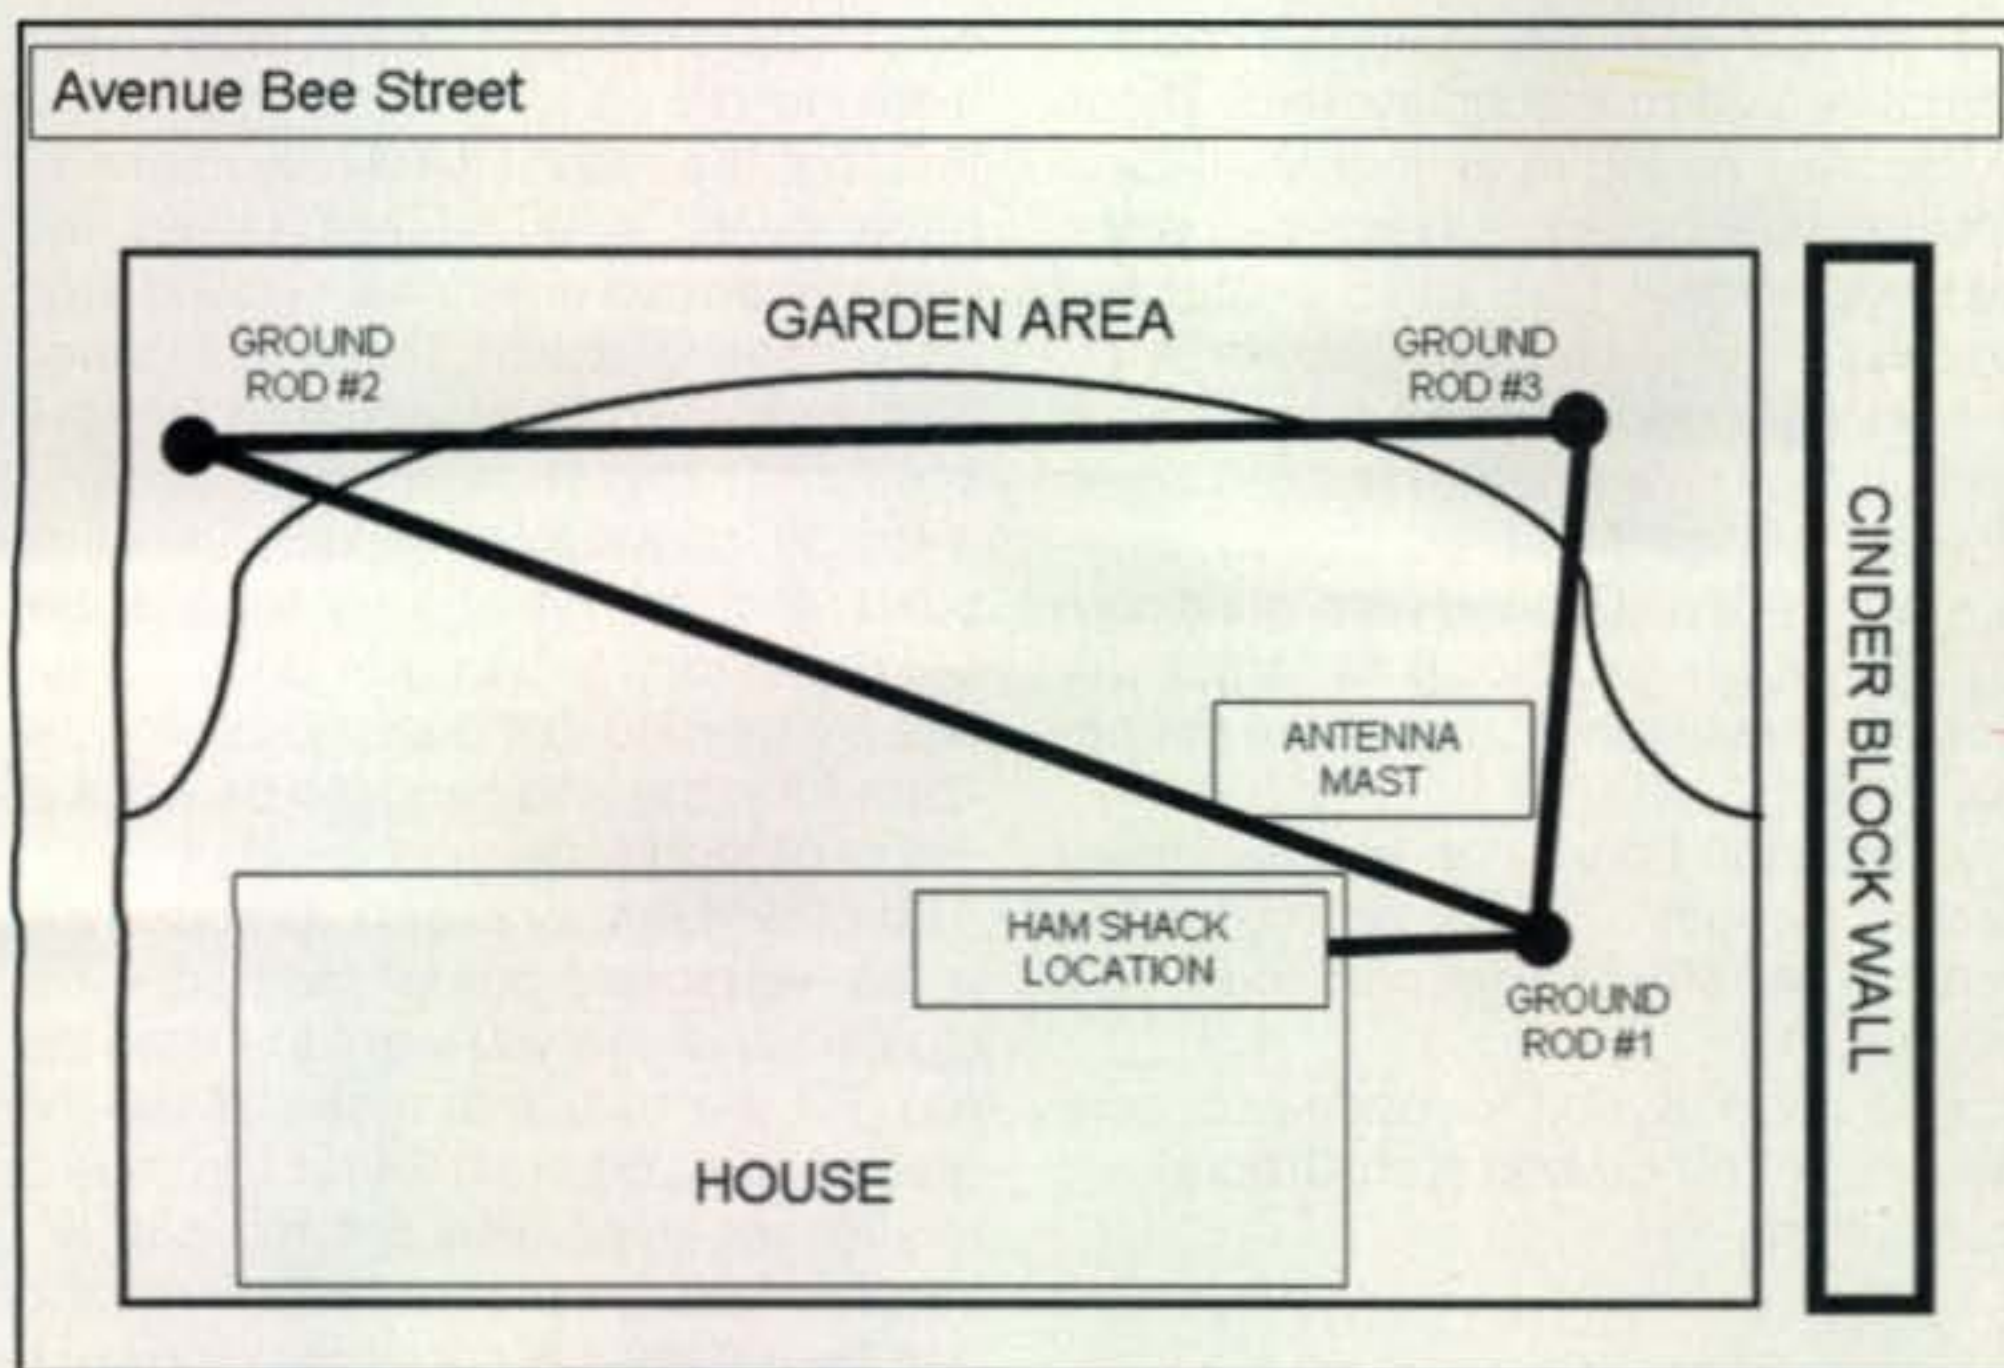 Avenue Bee Street
GARDEN AREA
GROUND
ROD #2
GROUND
ROD #3
ANTENNA
MAST
HAM SHACK
LOCATION
GROUND
ROD #1
HOUSE
CINDER BLOCK WALL